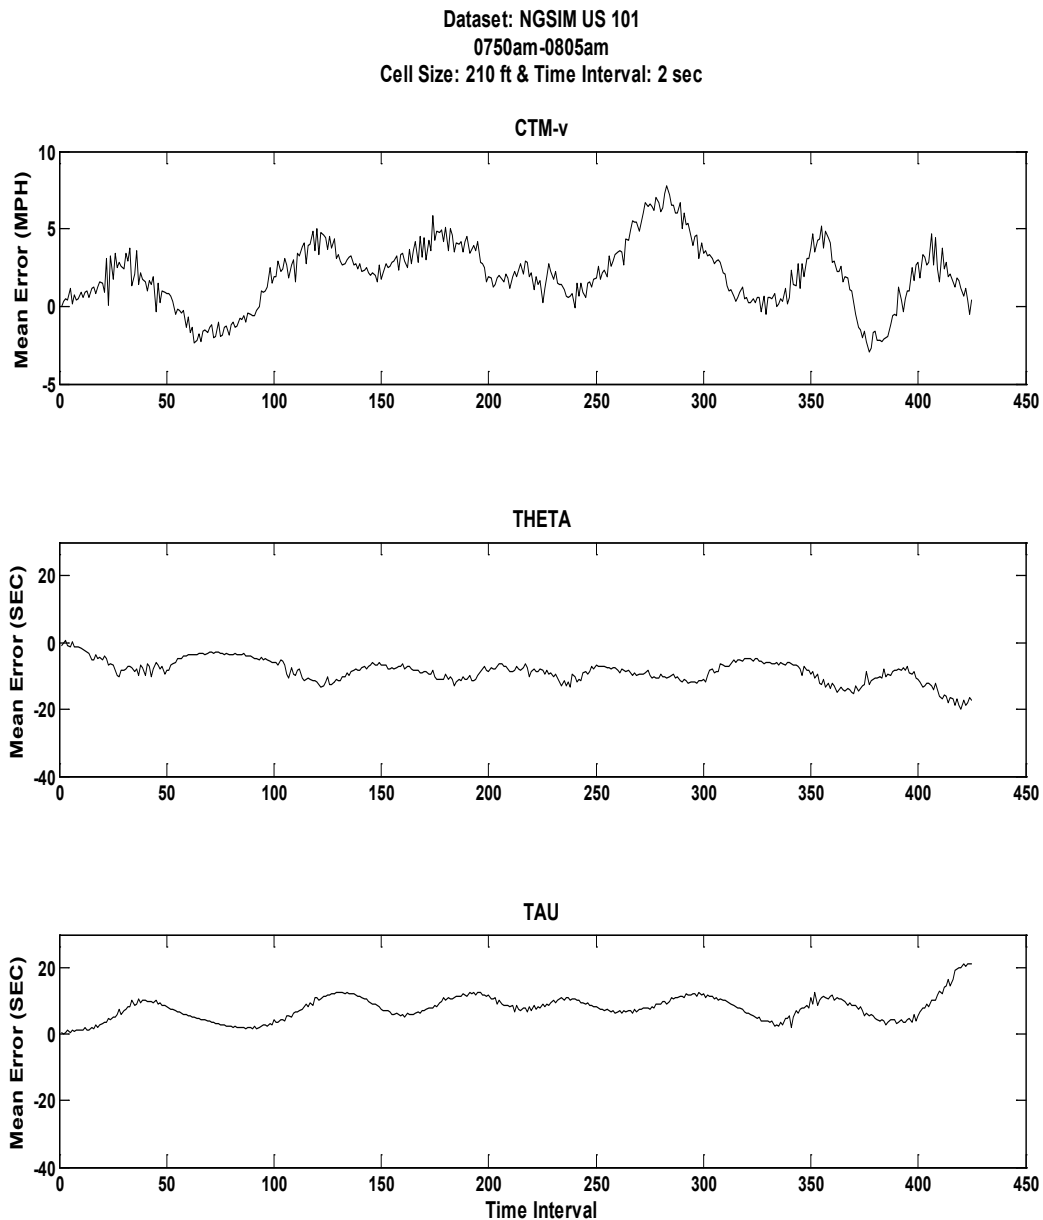 Dataset: NGSIM US 101
0750am-0805am
Cell Size: 210 ft & Time Interval: 2 sec
CTM-v
Mean Error (MPH)
10
5
0
-5
0 50 100 150 200 250 300 350 400 450
THETA
Mean Error (SEC)
20
0
-20
-40
0 50 100 150 200 250 300 350 400 450
TAU
Mean Error (SEC)
20
0
-20
-40
0 50 100 150 200 250 300 350 400 450
Time Interval